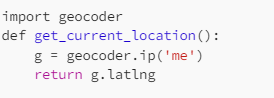 import geocoder
def get_current_location():
    g = geocoder.ip('me')
    return g.latlng